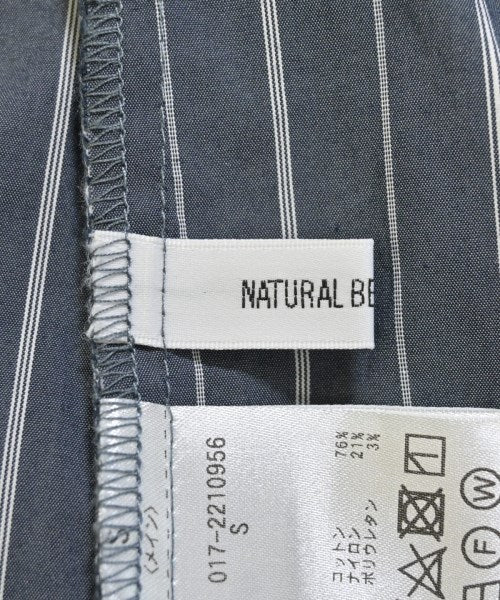 NATURAL BE
017-2210956
S
〈メイン〉
コットン 76%
ナイロン 21%
ポリウレタン 3%
W
F